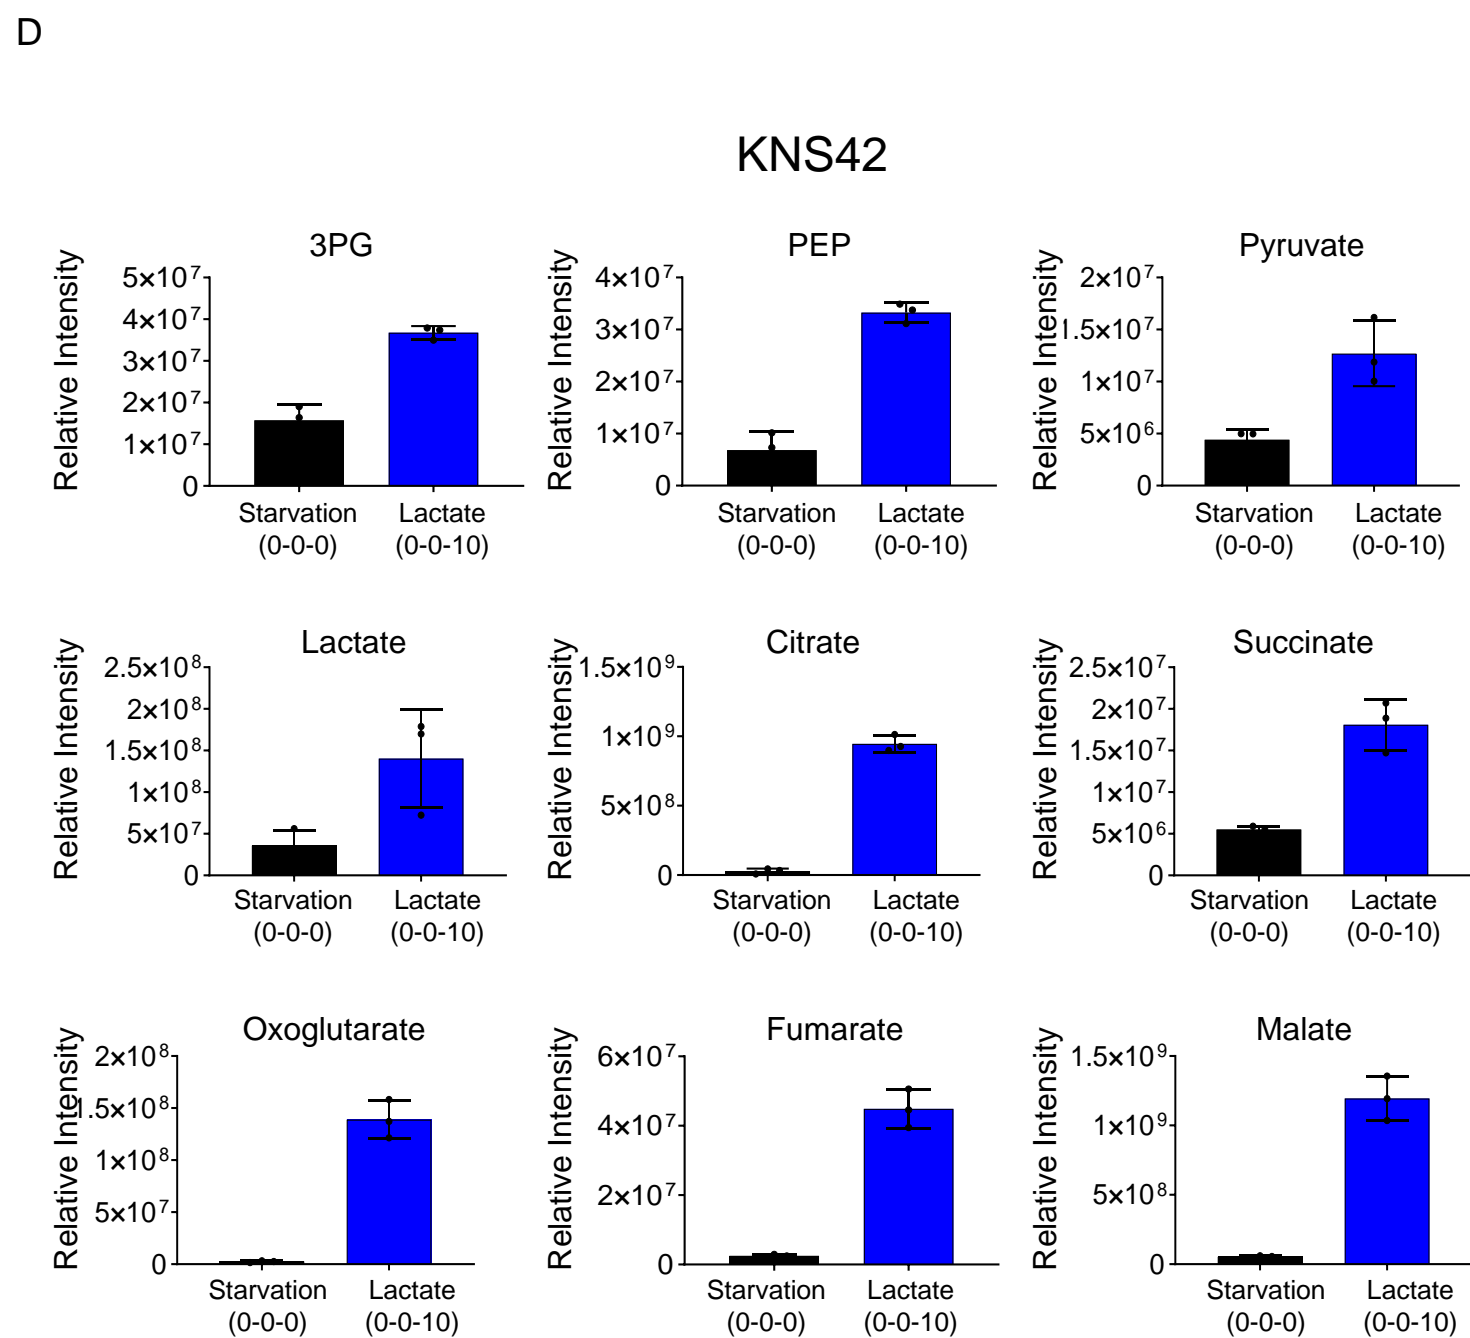 D
KNS42
3PG
Relative Intensity
5×10⁷
4×10⁷
3×10⁷
2×10⁷
1×10⁷
0
Starvation Lactate
(0-0-0) (0-0-10)
PEP
Relative Intensity
4×10⁷
3×10⁷
2×10⁷
1×10⁷
0
Starvation Lactate
(0-0-0) (0-0-10)
Pyruvate
Relative Intensity
2×10⁷
1.5×10⁷
1×10⁷
5×10⁶
0
Starvation Lactate
(0-0-0) (0-0-10)
Lactate
Relative Intensity
2.5×10⁸
2×10⁸
1.5×10⁸
1×10⁸
5×10⁷
0
Starvation Lactate
(0-0-0) (0-0-10)
Citrate
Relative Intensity
1.5×10⁹
1×10⁹
5×10⁸
0
Starvation Lactate
(0-0-0) (0-0-10)
Succinate
Relative Intensity
2.5×10⁷
2×10⁷
1.5×10⁷
1×10⁷
5×10⁶
0
Starvation Lactate
(0-0-0) (0-0-10)
Oxoglutarate
Relative Intensity
2×10⁸
1.5×10⁸
1×10⁸
5×10⁷
0
Starvation Lactate
(0-0-0) (0-0-10)
Fumarate
Relative Intensity
6×10⁷
4×10⁷
2×10⁷
0
Starvation Lactate
(0-0-0) (0-0-10)
Malate
Relative Intensity
1.5×10⁹
1×10⁹
5×10⁸
0
Starvation Lactate
(0-0-0) (0-0-10)